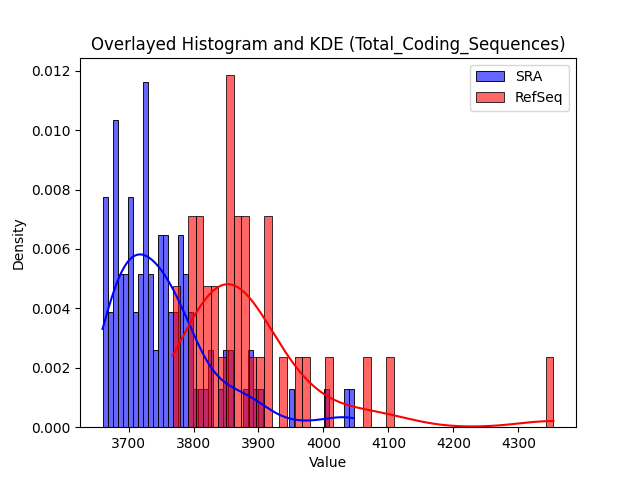 Overlayed Histogram and KDE (Total_Coding_Sequences)
SRA
RefSeq
0.012
0.010
0.008
0.006
0.004
0.002
0.000
Density
3700 3800 3900 4000 4100 4200 4300
Value